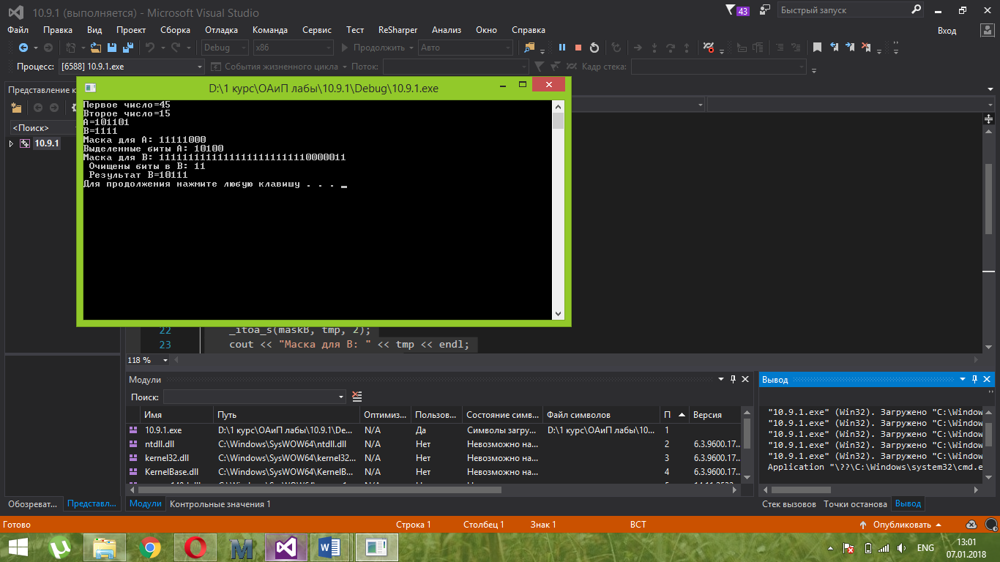 10.9.1 (выполняется) - Microsoft Visual Studio
43
Быстрый запуск
Файл Правка Вид Проект Сборка Отладка Команда Сервис Тест ReSharper Анализ Окно Справка
Вход
Debug x86 Продолжить Авто
Процесс: [6588] 10.9.1.exe События жизненного цикла Поток: Кадр стека:
Представление к
<Поиск>
10.9.1
D:\1 курс\ОАиП лабы\10.9.1\Debug\10.9.1.exe
Первое число=45
Второе число=15
A=101101
B=1111
Маска для A: 11111000
Выделенные биты A: 10100
Маска для B: 11111111111111111111111110000011
Очищены биты в B: 11
Результат B=10111
Для продолжения нажмите любую клавишу . . .
22 _itoa_s(maskB, tmp, 2);
23 cout << "Маска для B: " << tmp << endl;
118 %
Модули
Поиск:
Имя Путь Оптимиз... Пользов... Состояние симв... Файл символов П Версия
10.9.1.exe D:\1 курс\ОАиП лабы\10.9.1\De... N/A Да Символы загру... D:\1 курс\ОАиП лабы\10... 1
ntdll.dll C:\Windows\SysWOW64\ntdll.dll N/A Нет Невозможно на... 2 6.3.9600.17...
kernel32.dll C:\Windows\SysWOW64\kernel32... N/A Нет Невозможно на... 3 6.3.9600.17...
KernelBase.dll C:\Windows\SysWOW64\KernelB... N/A Нет Невозможно на... 4 6.3.9600.17...
Вывод
"10.9.1.exe" (Win32). Загружено "C:\Window
"10.9.1.exe" (Win32). Загружено "C:\Window
"10.9.1.exe" (Win32). Загружено "C:\Window
"10.9.1.exe" (Win32). Загружено "C:\Window
"10.9.1.exe" (Win32). Загружено "C:\Window
Application "\??\C:\Windows\system32\cmd.e
Обозреват... Представл... Модули Контрольные значения 1
Стек вызовов Точки останова Вывод
Готово Строка 1 Столбец 1 Знак 1 ВСТ Опубликовать
ENG
13:01
07.01.2018